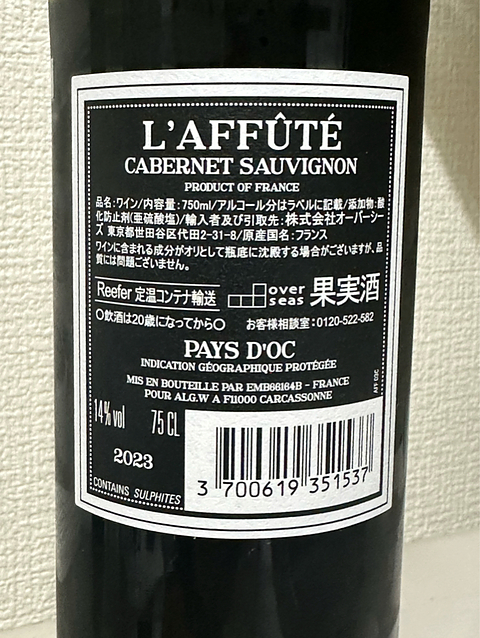 L'AFFÛTÉ
CABERNET SAUVIGNON
PRODUCT OF FRANCE
品名:ワイン/内容量:750ml/アルコール分はラベルに記載/添加物:酸
化防止剤(亜硫酸塩)/輸入者及び引取先:株式会社オーバーシー
ズ 東京都世田谷区代田2-31-8/原産国名:フランス
ワインに含まれる成分がオリとして瓶底に沈殿する場合がございますが、品
質には問題ございません。
Reefer 定温コンテナ輸送
over
seas
果実酒
○飲酒は20歳になってから○
お客様相談室:0120-522-582
PAYS D'OC
INDICATION GÉOGRAPHIQUE PROTÉGÉE
MIS EN BOUTEILLE PAR EMB66164B - FRANCE
POUR ALG.W A F11000 CARCASSONNE
14% vol
75 CL
2023
CONTAINS SULPHITES
3 700619 351537